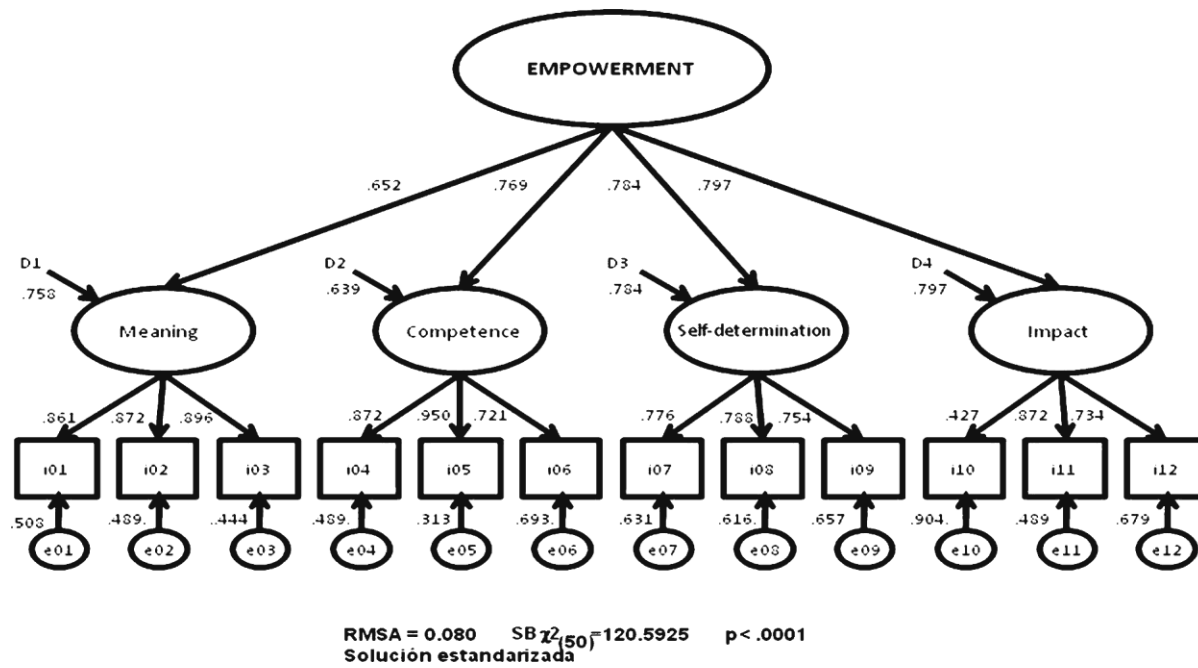 EMPOWERMENT
.652 .769 .784 .797
D1 D2 D3 D4
.758 .639 .784 .797
Meaning Competence Self-determination Impact
.861 .872 .896 .872 .950 .721 .776 .788 .754 .427 .872 .734
i01 i02 i03 i04 i05 i06 i07 i08 i09 i10 i11 i12
.508 .489. .444 .489. .313 .693. .631 .616. .657 .904. .489 .679
e01 e02 e03 e04 e05 e06 e07 e08 e09 e10 e11 e12
RMSA = 0.080 SB χ2(50)=120.5925 p< .0001
Solución estandarizada